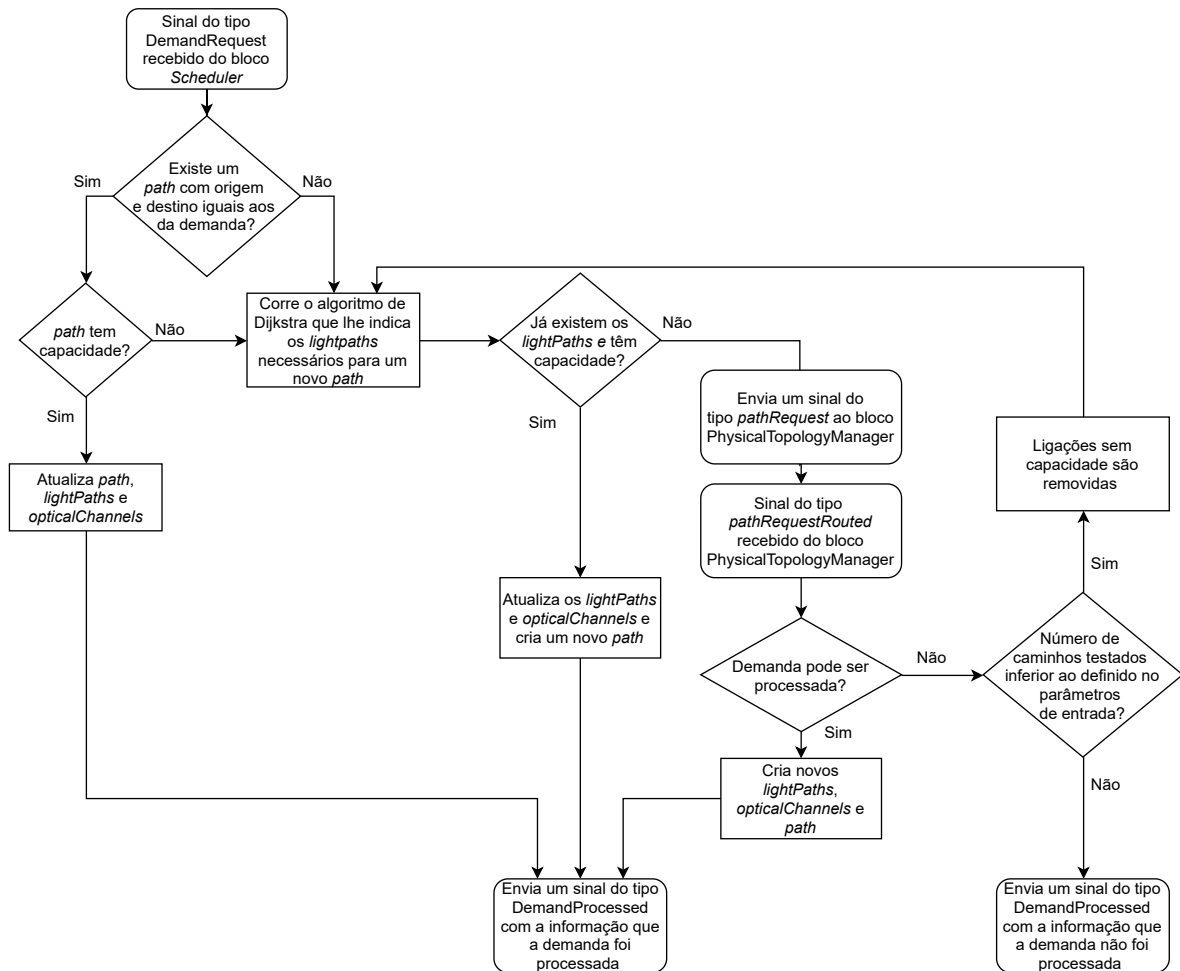 Sinal do tipo
DemandRequest
recebido do bloco
Scheduler
Existe um
path com origem
e destino iguais aos
da demanda?
Sim
Não
path tem
capacidade?
Não
Sim
Corre o algoritmo de
Dijkstra que lhe indica
os lightpaths
necessários para um
novo path
Já existem os
lightPaths e têm
capacidade?
Não
Sim
Envia um sinal do
tipo pathRequest ao bloco
PhysicalTopologyManager
Ligações sem
capacidade são
removidas
Atualiza path,
lightPaths e
opticalChannels
Sinal do tipo
pathRequestRouted
recebido do bloco
PhysicalTopologyManager
Sim
Atualiza os lightPaths
e opticalChannels e
cria um novo path
Demanda pode ser
processada?
Não
Sim
Número de
caminhos testados
inferior ao definido no
parâmetros
de entrada?
Não
Cria novos
lightPaths,
opticalChannels e
path
Envia um sinal do tipo
DemandProcessed
com a informação que
a demanda foi
processada
Envia um sinal do tipo
DemandProcessed
com a informação que
a demanda não foi
processada